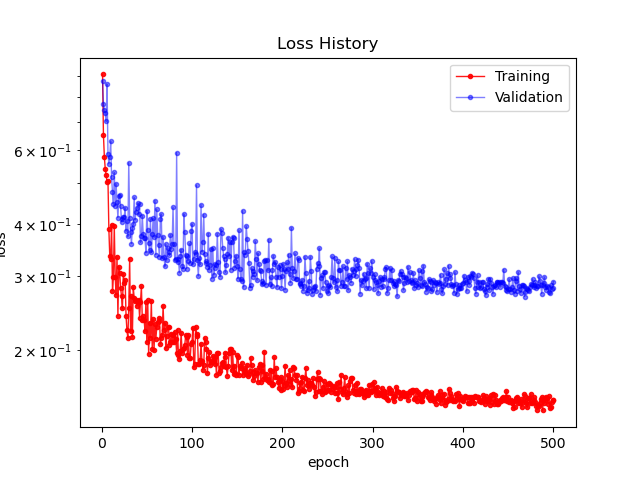 Loss History
Training
Validation
6 × 10⁻¹
4 × 10⁻¹
3 × 10⁻¹
2 × 10⁻¹
loss
0 100 200 300 400 500
epoch